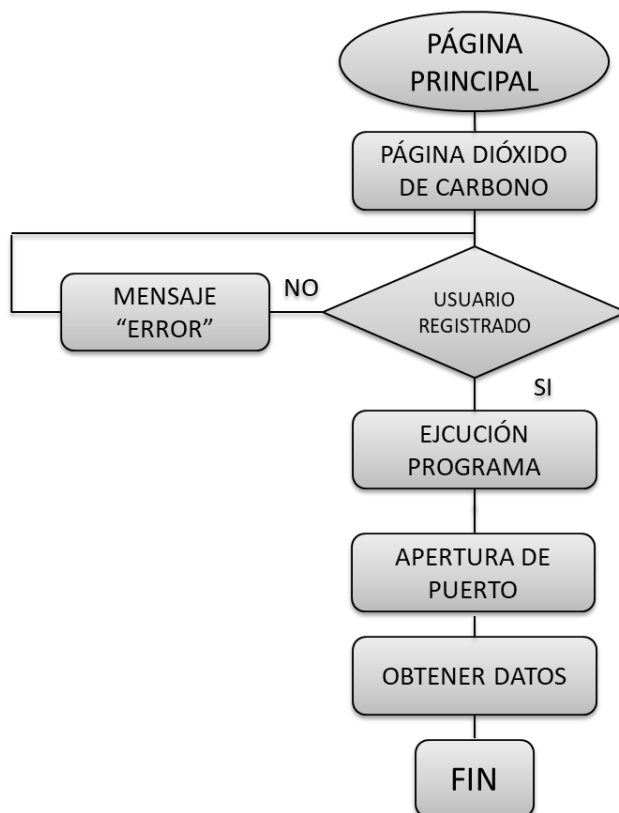 PÁGINA
PRINCIPAL
PÁGINA DIÓXIDO
DE CARBONO
USUARIO
REGISTRADO
NO
MENSAJE
“ERROR”
SI
EJCUCIÓN
PROGRAMA
APERTURA DE
PUERTO
OBTENER DATOS
FIN